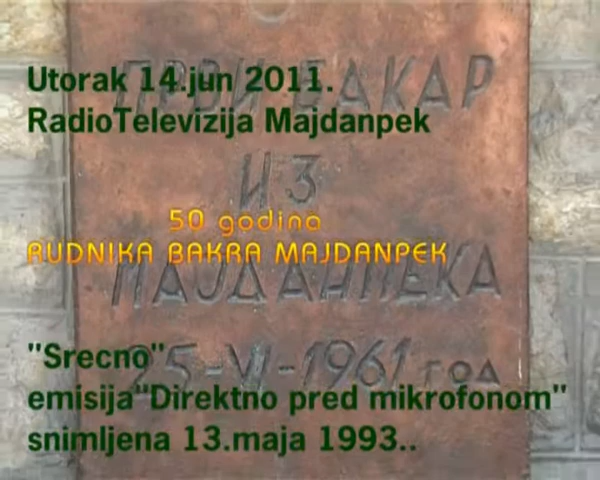 Utorak 14.jun 2011.
ПРВИ БАКАР
RadioTelevizija Majdanpek
ИЗ
50 godina
RUDNIKA BAKRA MAJDANPEK
МАЈДАНПЕКА
"Srecno"
25-VI-1961 год
emisija"Direktno pred mikrofonom"
snimljena 13.maja 1993..